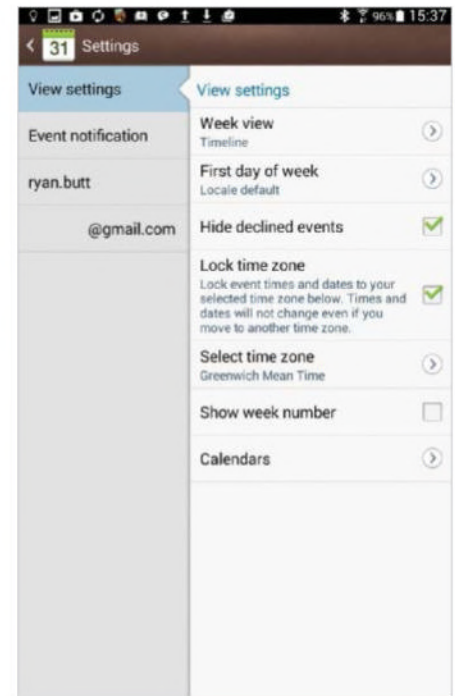 96% 15:37
31 Settings
View settings
Event notification
ryan.butt
@gmail.com
View settings
Week view
Timeline
First day of week
Locale default
Hide declined events
Lock time zone
Lock event times and dates to your
selected time zone below. Times and
dates will not change even if you
move to another time zone.
Select time zone
Greenwich Mean Time
Show week number
Calendars